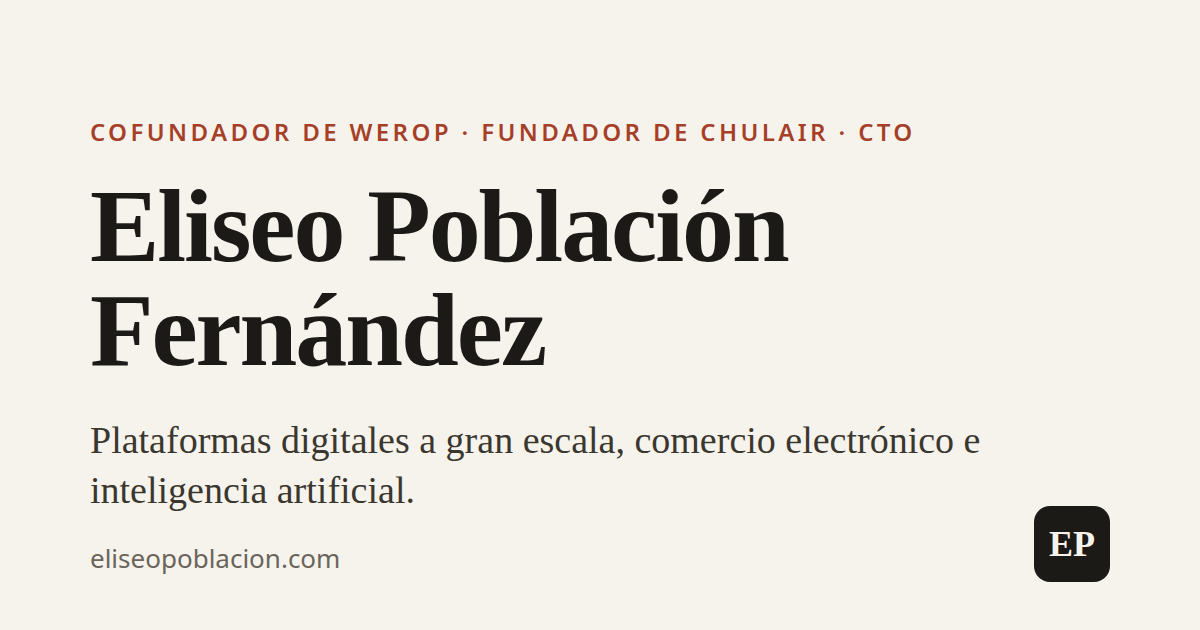 COFUNDADOR DE WEROP · FUNDADOR DE CHULAIR · CTO
Eliseo Población
Fernández
Plataformas digitales a gran escala, comercio electrónico e
inteligencia artificial.
eliseopoblacion.com
EP